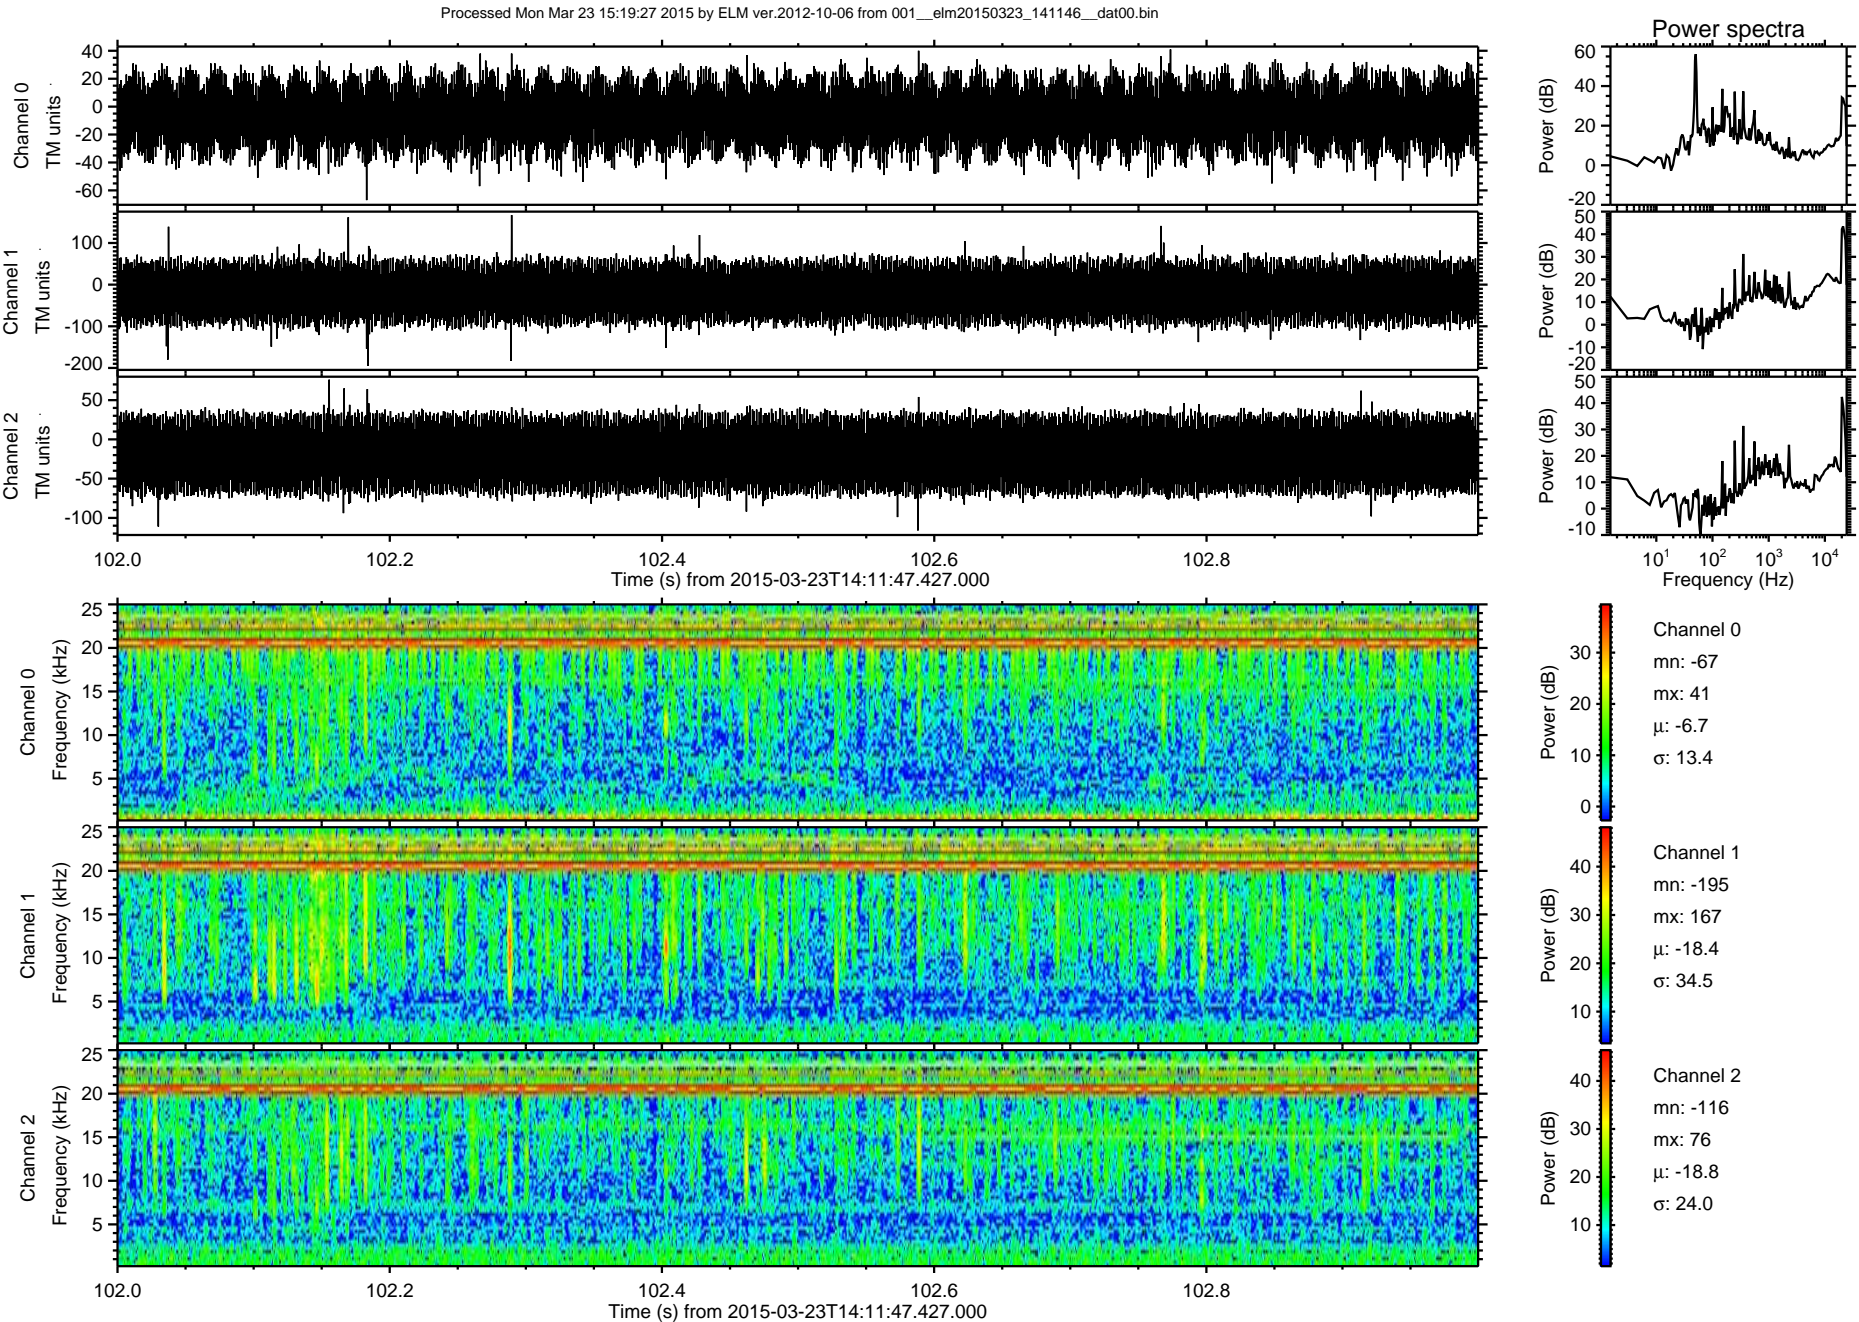 Processed Mon Mar 23 15:19:27 2015 by ELM ver.2012-10-06 from 001__elm20150323_141146__dat00.bin
Power spectra
Channel 0
TM units
40
20
0
-20
-40
-60
Power (dB)
60
40
20
0
-20
Channel 1
TM units
100
0
-100
-200
Power (dB)
50
40
30
20
10
0
-10
-20
Channel 2
TM units
50
0
-50
-100
Power (dB)
50
40
30
20
10
0
-10
102.0 102.2 102.4 102.6 102.8
Time (s) from 2015-03-23T14:11:47.427.000
10^1 10^2 10^3 10^4
Frequency (Hz)
Channel 0
Frequency (kHz)
25
20
15
10
5
Power (dB)
30
20
10
0
Channel 0
mn: -67
mx: 41
μ: -6.7
σ: 13.4
Channel 1
Frequency (kHz)
25
20
15
10
5
Power (dB)
40
30
20
10
Channel 1
mn: -195
mx: 167
μ: -18.4
σ: 34.5
Channel 2
Frequency (kHz)
25
20
15
10
5
Power (dB)
40
30
20
10
Channel 2
mn: -116
mx: 76
μ: -18.8
σ: 24.0
102.0 102.2 102.4 102.6 102.8
Time (s) from 2015-03-23T14:11:47.427.000